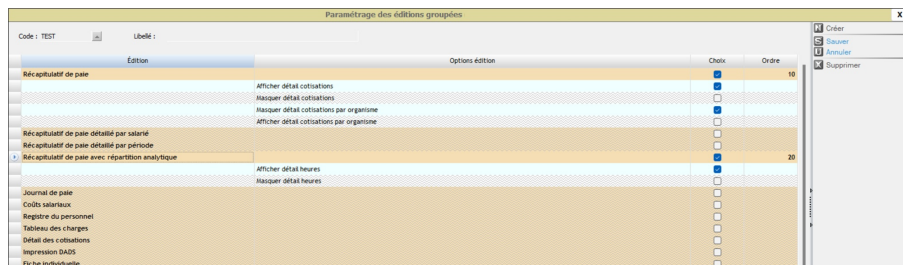 Paramétrage des éditions groupées X
Code : TEST Libellé :
Créer
Sauver
Annuler
Supprimer
Édition Options édition Choix Ordre
Récapitulatif de paie 10
Afficher détail cotisations
Masquer détail cotisations
Masquer détail cotisations par organisme
Afficher détail cotisations par organisme
Récapitulatif de paie détaillé par salarié
Récapitulatif de paie détaillé par période
Récapitulatif de paie avec répartition analytique 20
Afficher détail heures
Masquer détail heures
Journal de paie
Coûts salariaux
Registre du personnel
Tableau des charges
Détail des cotisations
Impression DADS
Fiche individuelle